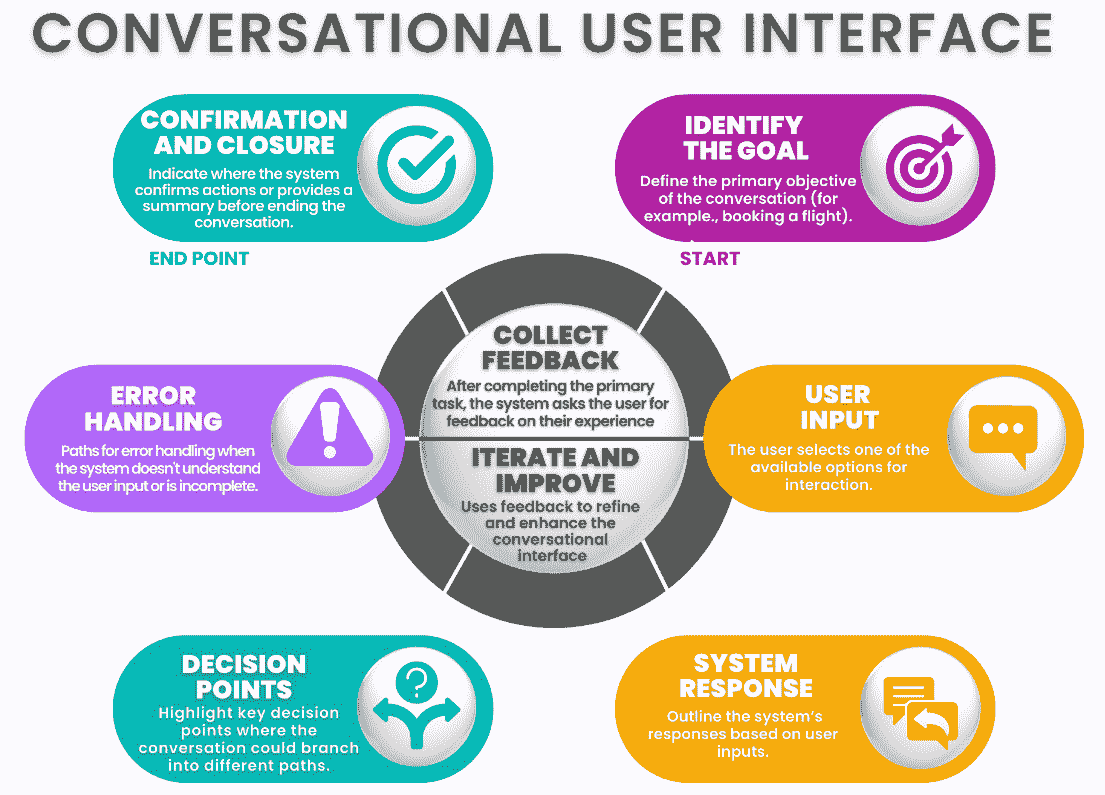 CONVERSATIONAL USER INTERFACE
CONFIRMATION
AND CLOSURE
Indicate where the system
confirms actions or provides a
summary before ending the
conversation.
END POINT
IDENTIFY
THE GOAL
Define the primary objective
of the conversation (for
example., booking a flight).
START
COLLECT
FEEDBACK
After completing the primary
task, the system asks the user for
feedback on their experience
ERROR
HANDLING
Paths for error handling when
the system doesn't understand
the user input or is incomplete.
USER
INPUT
The user selects one of the
available options for
interaction.
ITERATE AND
IMPROVE
Uses feedback to refine
and enhance the
conversational
interface
DECISION
POINTS
Highlight key decision
points where the
conversation could branch
into different paths.
?
SYSTEM
RESPONSE
Outline the system's
responses based on user
inputs.